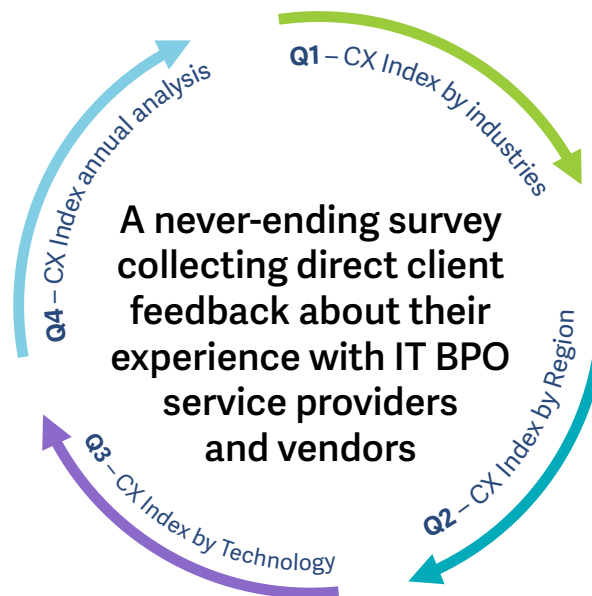 Q1 – CX Index by industries
Q2 – CX Index by Region
Q3 – CX Index by Technology
Q4 – CX Index annual analysis
A never-ending survey
collecting direct client
feedback about their
experience with IT BPO
service providers
and vendors